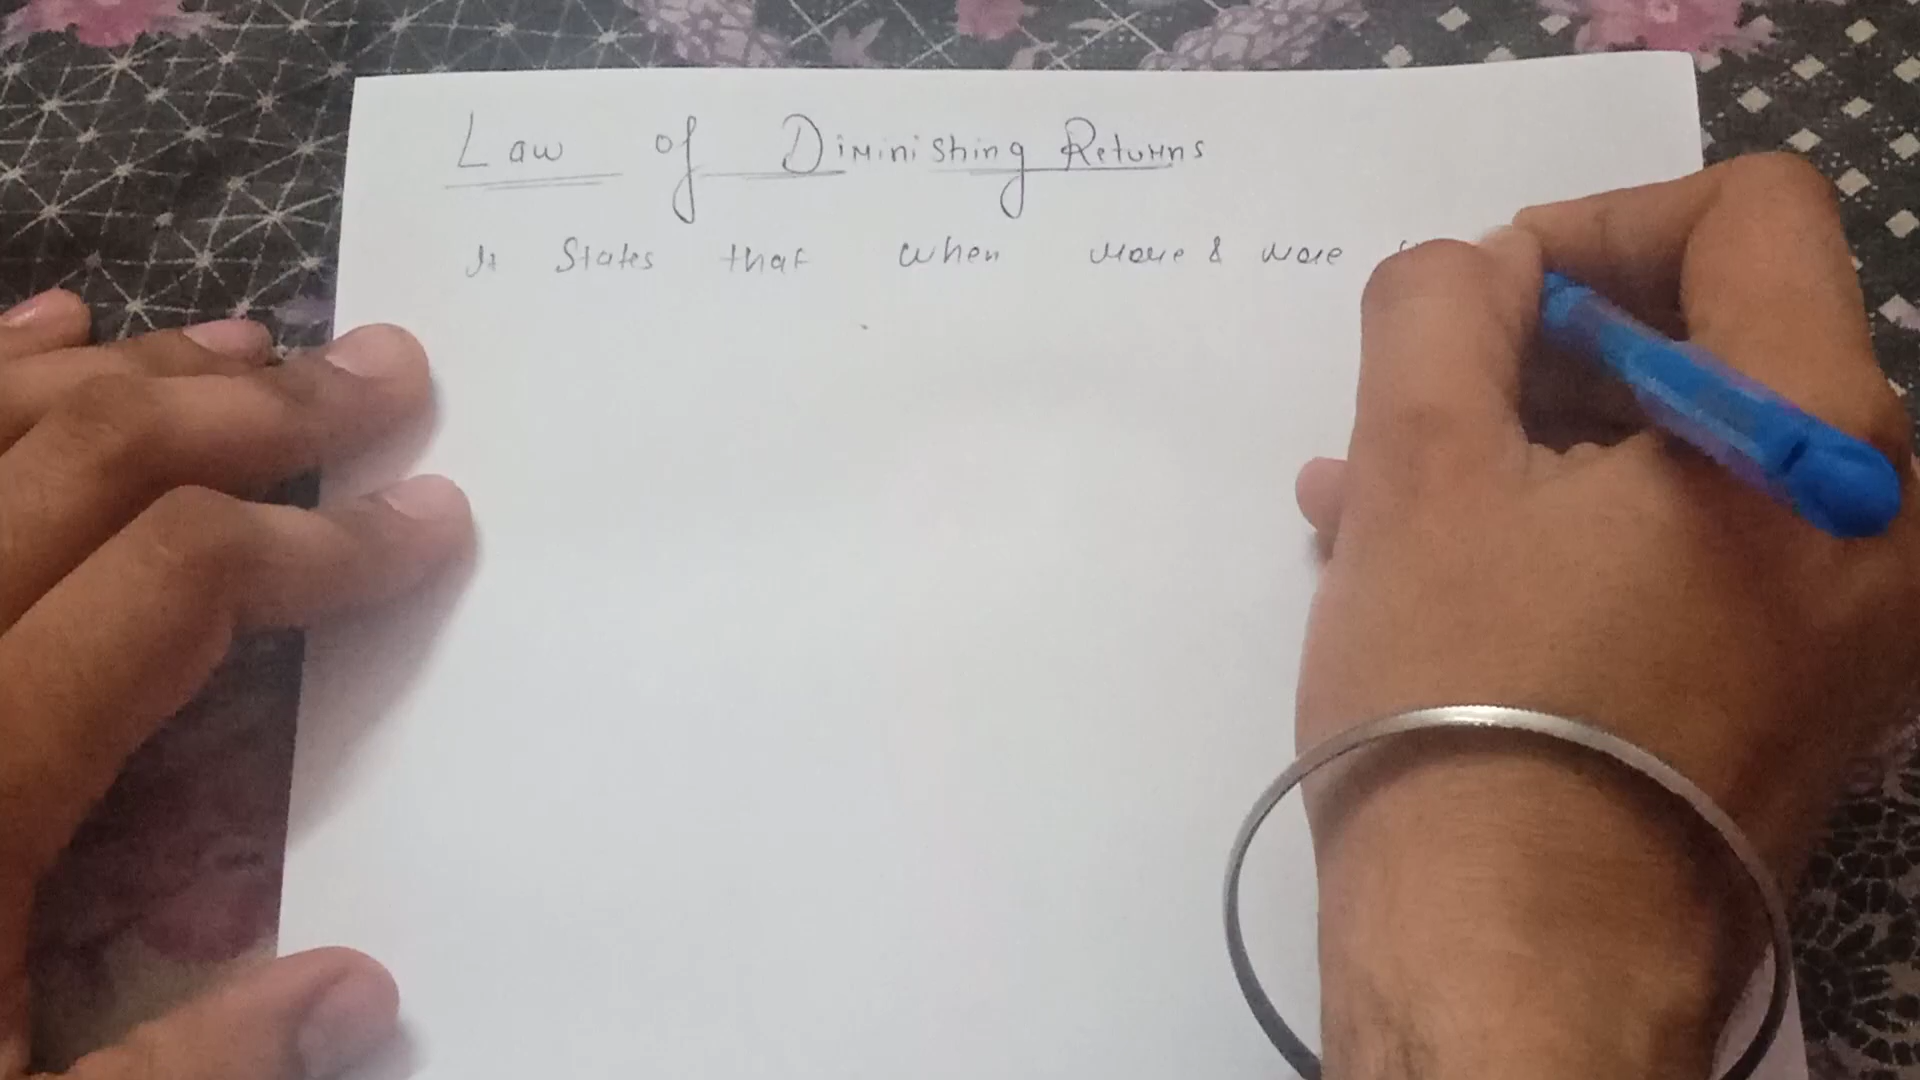 Law of Diminishing Returns
It States that when more & more